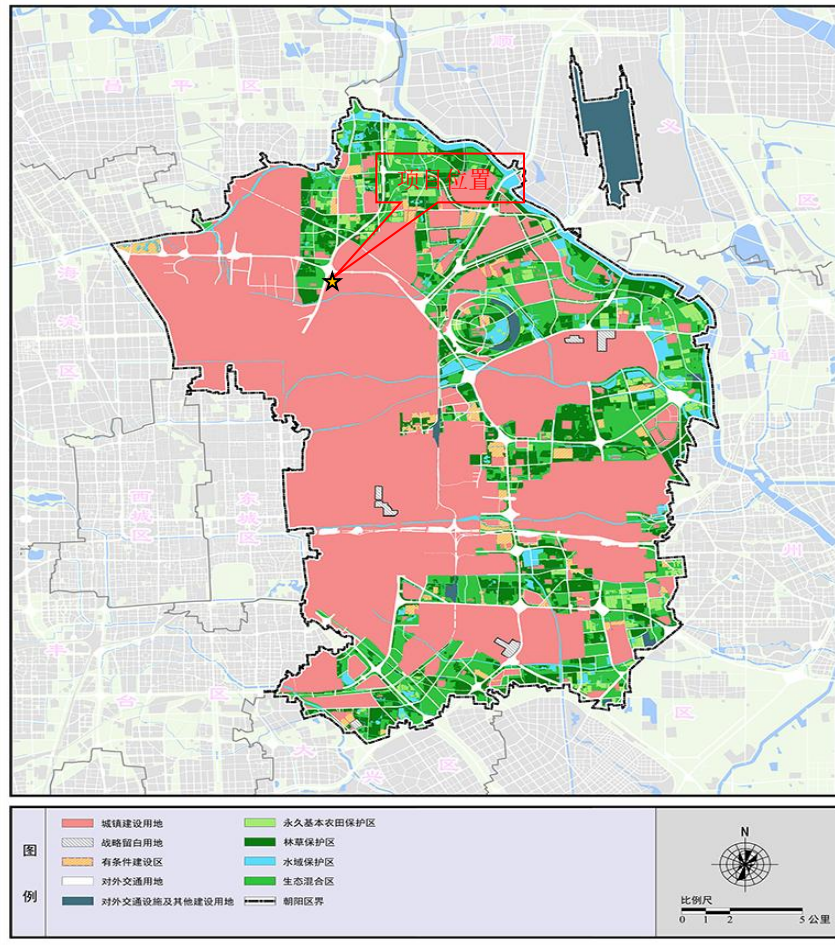 昌平区
顺
义
区
项目位置
海
淀
区
通
西城区
东城区
州
丰
台
区
区
大
兴
区
图
例
城镇建设用地
永久基本农田保护区
战略留白用地
林草保护区
有条件建设区
水域保护区
对外交通用地
生态混合区
对外交通设施及其他建设用地
朝阳区界
N
比例尺
0 1 2 5 公里